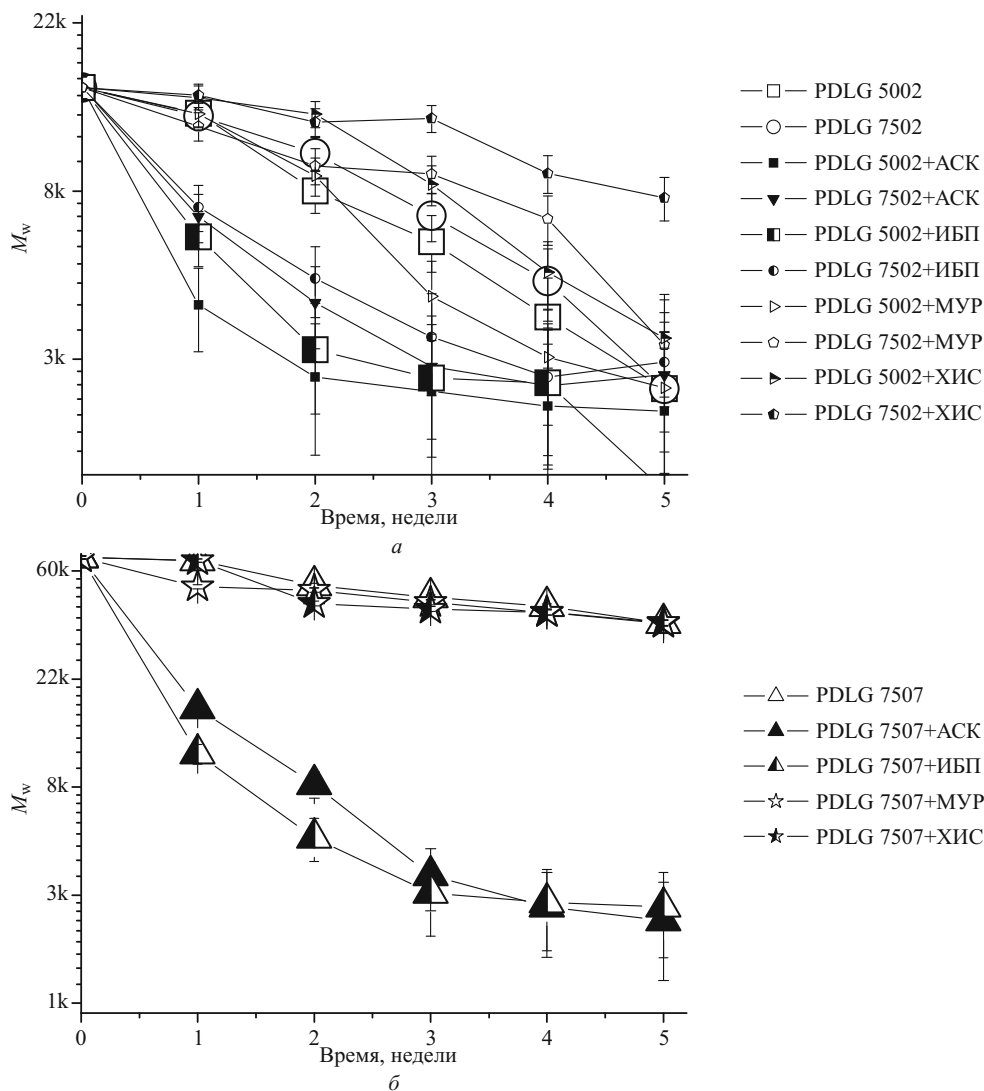 22k
8k
3k
M_w
0
1
2
3
4
5
Время, недели
а
PDLG 5002
PDLG 7502
PDLG 5002+АСК
PDLG 7502+АСК
PDLG 5002+ИБП
PDLG 7502+ИБП
PDLG 5002+МУР
PDLG 7502+МУР
PDLG 5002+ХИС
PDLG 7502+ХИС
60k
22k
8k
3k
1k
M_w
0
1
2
3
4
5
Время, недели
б
PDLG 7507
PDLG 7507+АСК
PDLG 7507+ИБП
PDLG 7507+МУР
PDLG 7507+ХИС